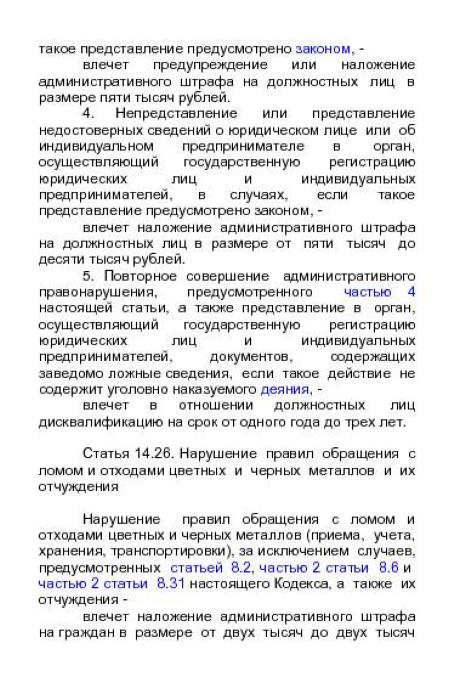 такое представление предусмотрено законом, -
влечет предупреждение или наложение
административного штрафа на должностных лиц в
размере пяти тысяч рублей.
4. Непредставление или представление
недостоверных сведений о юридическом лице или об
индивидуальном предпринимателе в орган,
осуществляющий государственную регистрацию
юридических лиц и индивидуальных
предпринимателей, в случаях, если такое
представление предусмотрено законом, -
влечет наложение административного штрафа
на должностных лиц в размере от пяти тысяч до
десяти тысяч рублей.
5. Повторное совершение административного
правонарушения, предусмотренного частью 4
настоящей статьи, а также представление в орган,
осуществляющий государственную регистрацию
юридических лиц и индивидуальных
предпринимателей, документов, содержащих
заведомо ложные сведения, если такое действие не
содержит уголовно наказуемого деяния, -
влечет в отношении должностных лиц
дисквалификацию на срок от одного года до трех лет.
Статья 14.26. Нарушение правил обращения с
ломом и отходами цветных и черных металлов и их
отчуждения
Нарушение правил обращения с ломом и
отходами цветных и черных металлов (приема, учета,
хранения, транспортировки), за исключением случаев,
предусмотренных статьей 8.2, частью 2 статьи 8.6 и
частью 2 статьи 8.31 настоящего Кодекса, а также их
отчуждения -
влечет наложение административного штрафа
на граждан в размере от двух тысяч до двух тысяч